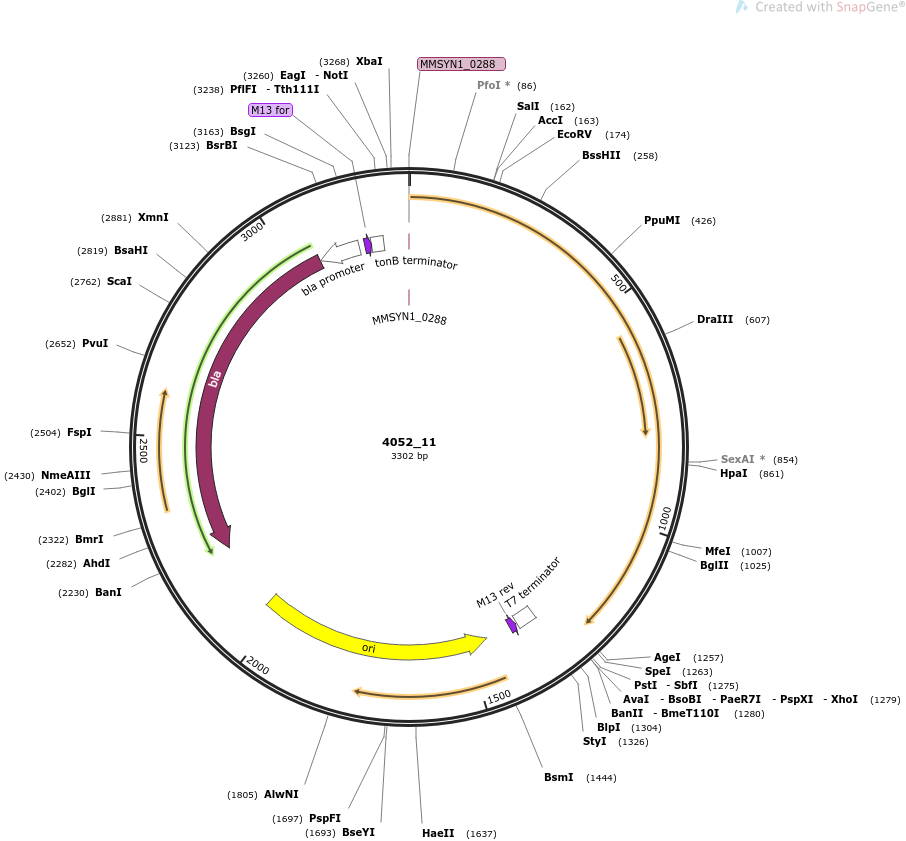 Created with SnapGene®
(3268) XbaI
MMSYN1_0288
(3260) EagI - NotI
PfoI * (86)
(3238) PflFI - Tth111I
SalI (162)
M13 for
AccI (163)
(3163) BsgI
EcoRV (174)
(3123) BsrBI
BssHII (258)
(2881) XmnI
PpuMI (426)
3000
(2819) BsaHI
tonB terminator
bla promoter
(2762) ScaI
500
MMSYN1_0288
DraIII (607)
(2652) PvuI
bla
(2504) FspI
4052_11
2500
3302 bp
SexAI * (854)
(2430) NmeAIII
HpaI (861)
(2402) BglI
1000
(2322) BmrI
MfeI (1007)
(2282) AhdI
BglII (1025)
(2230) BanI
M13 rev
T7 terminator
ori
AgeI (1257)
2000
SpeI (1263)
PstI - SbfI (1275)
1500
AvaI - BsoBI - PaeR7I - PspXI - XhoI (1279)
BanII - BmeT110I (1280)
BlpI (1304)
StyI (1326)
BsmI (1444)
(1805) AlwNI
(1697) PspFI
(1693) BseYI
HaeII (1637)